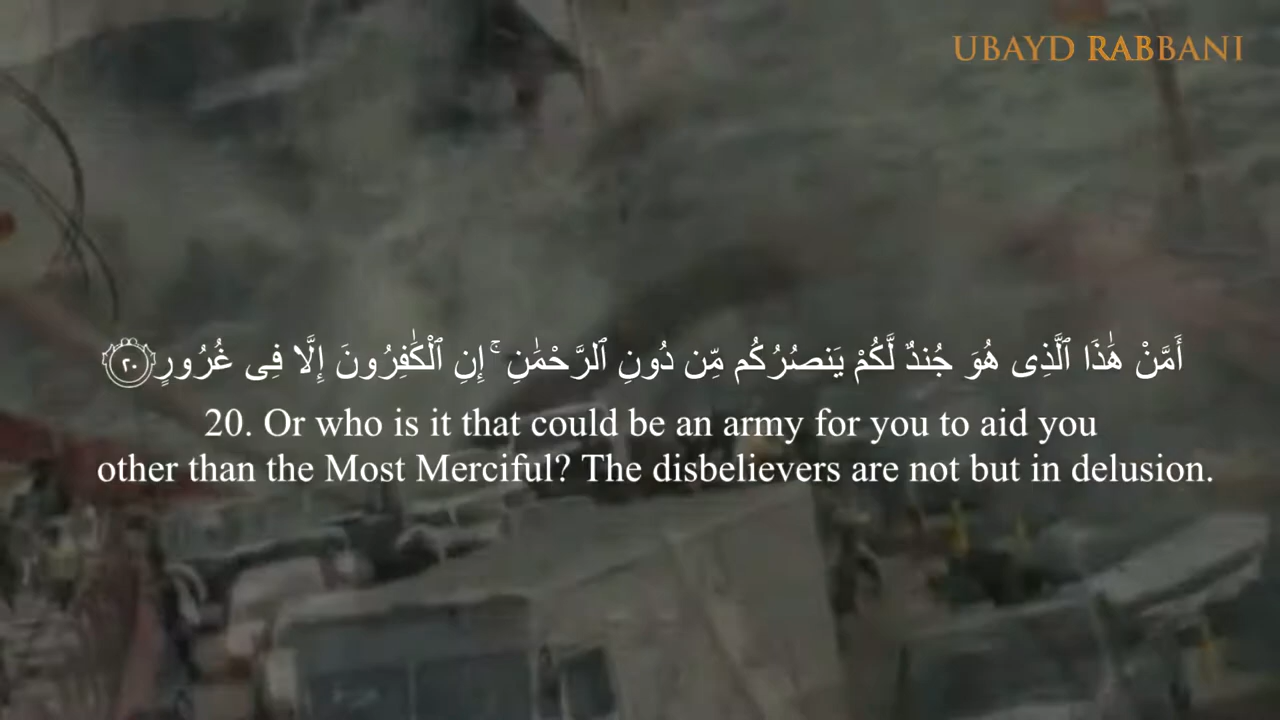 UBAYD RABBANI
أَمَّنْ هَٰذَا ٱلَّذِى هُوَ جُندٌ لَّكُمْ يَنصُرُكُم مِّن دُونِ ٱلرَّحْمَٰنِ ۚ إِنِ ٱلْكَٰفِرُونَ إِلَّا فِى غُرُورٍ ٢٠
20. Or who is it that could be an army for you to aid you
other than the Most Merciful? The disbelievers are not but in delusion.